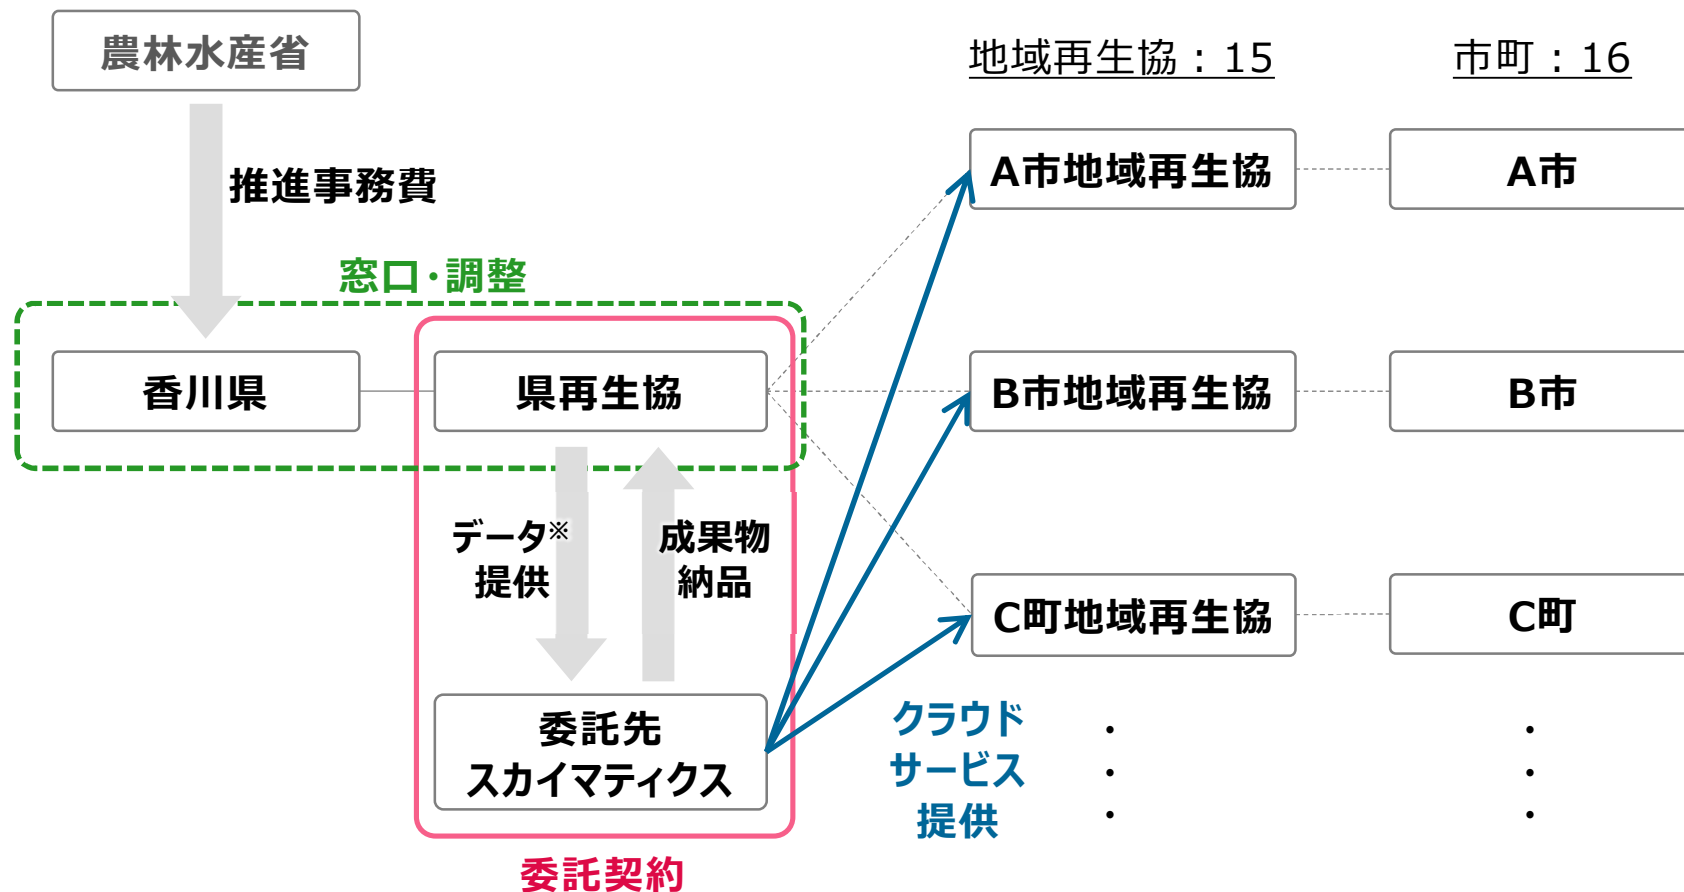 農林水産省
地域再生協：15
市町：16
推進事務費
A市地域再生協
A市
窓口・調整
香川県
県再生協
B市地域再生協
B市
データ※
提供
成果物
納品
C町地域再生協
C町
委託先
スカイマティクス
クラウド
サービス
提供
・
・
・
・
・
・
委託契約